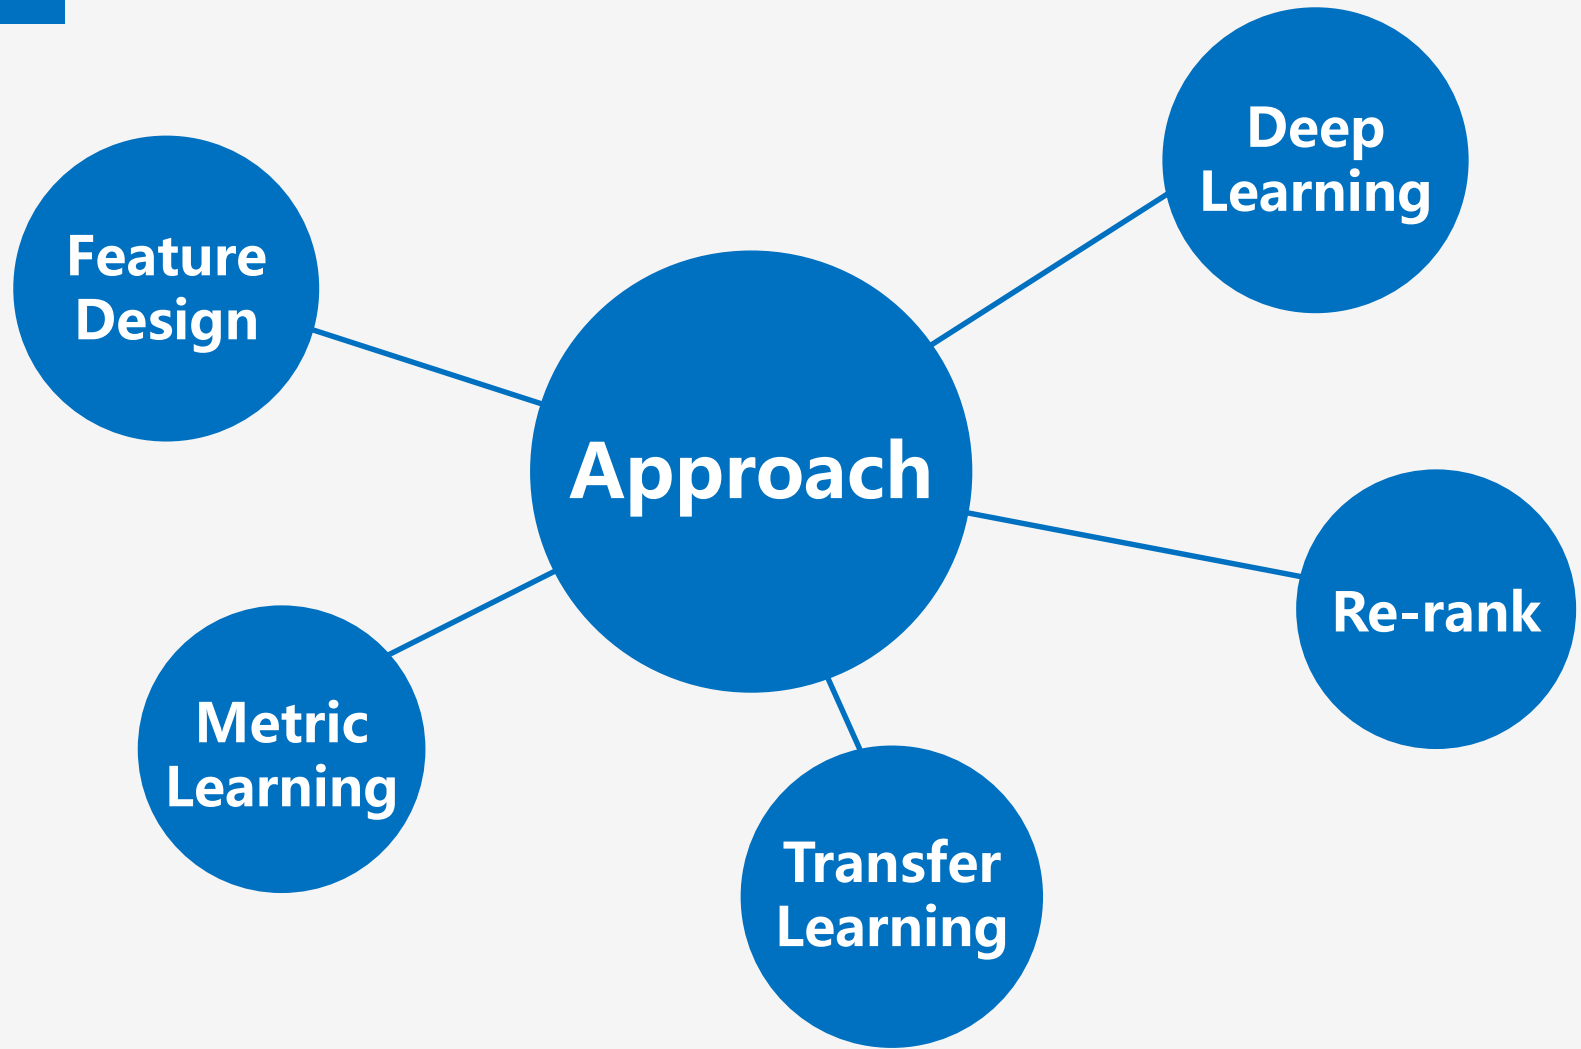 Deep
Learning
Feature
Design
Approach
Re-rank
Metric
Learning
Transfer
Learning